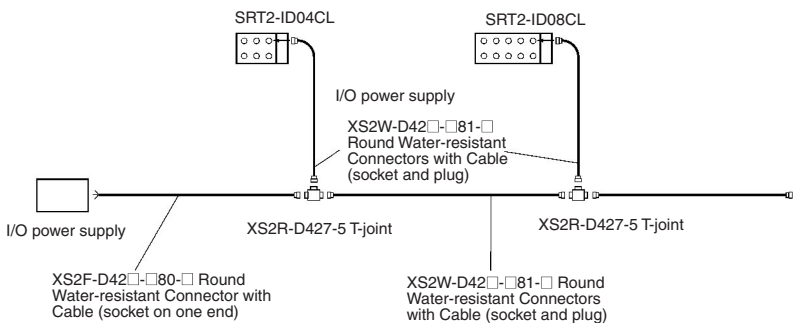 SRT2-ID04CL
SRT2-ID08CL
I/O power supply
XS2W-D42□-□81-□
Round Water-resistant
Connectors with Cable
(socket and plug)
I/O power supply
XS2R-D427-5 T-joint
XS2R-D427-5 T-joint
XS2F-D42□-□80-□ Round
Water-resistant Connector with
Cable (socket on one end)
XS2W-D42□-□81-□ Round
Water-resistant Connectors
with Cable (socket and plug)